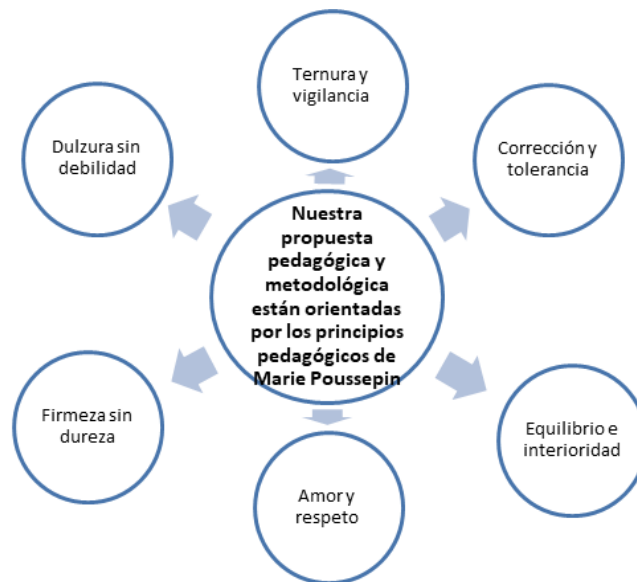 Ternura y
vigilancia
Dulzura sin
debilidad
Corrección y
tolerancia
Nuestra
propuesta
pedagógica y
metodológica
están orientadas
por los principios
pedagógicos de
Marie Poussepin
Firmeza sin
dureza
Equilibrio e
interioridad
Amor y
respeto